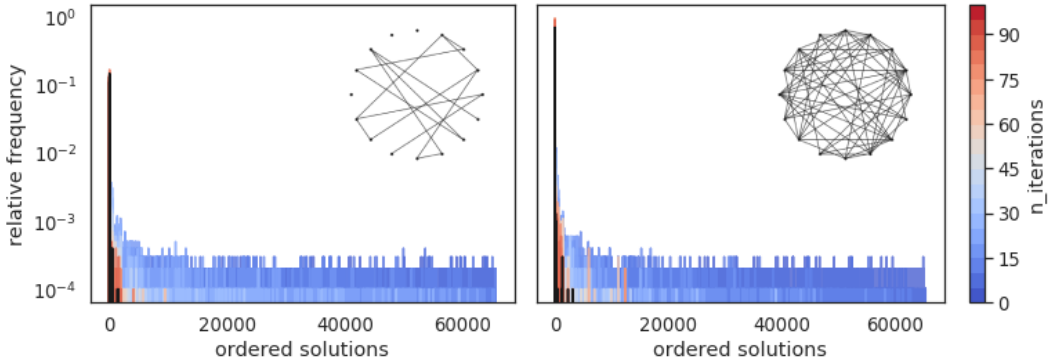 relative frequency
10⁰
10⁻¹
10⁻²
10⁻³
10⁻⁴
0 20000 40000 60000
ordered solutions
0 20000 40000 60000
ordered solutions
90
75
60
45
30
15
0
n_iterations